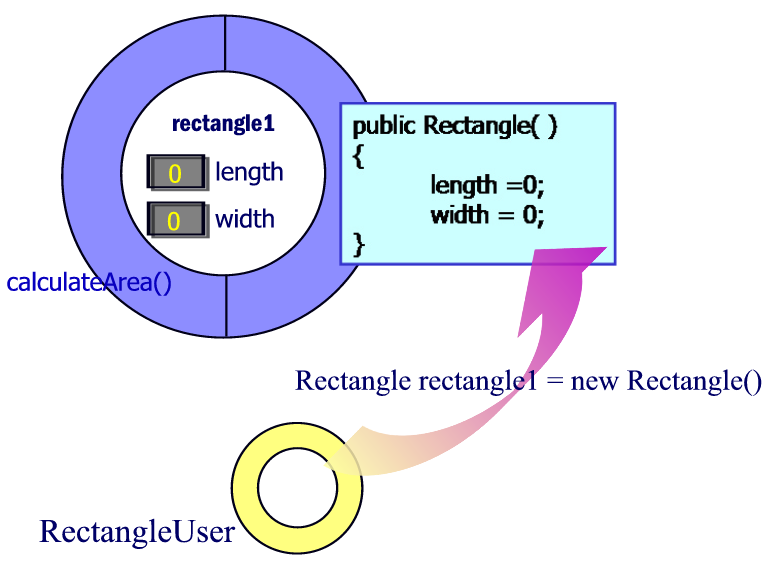 rectangle1
0 length
0 width
calculateArea()
public Rectangle( )
{
length =0;
width = 0;
}
Rectangle rectangle1 = new Rectangle()
RectangleUser